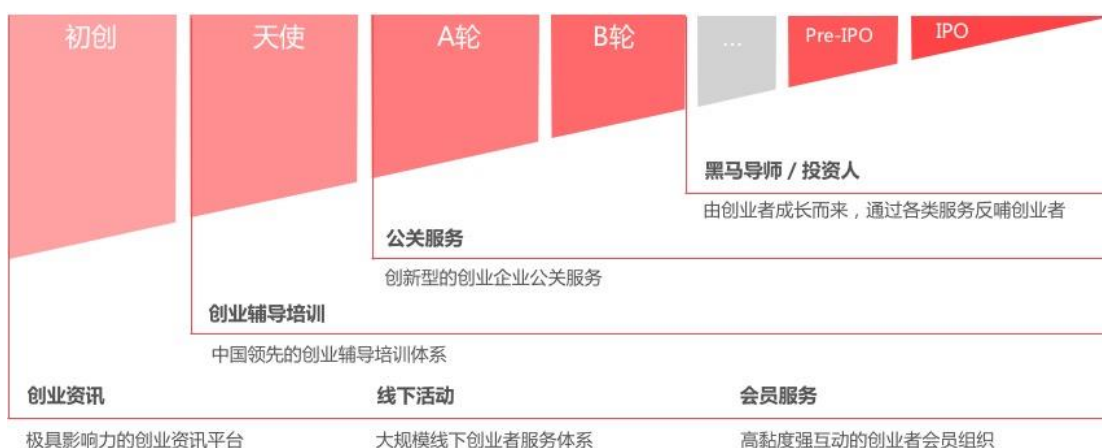 初创
天使
A轮
B轮
...
Pre-IPO
IPO
黑马导师 / 投资人
由创业者成长而来，通过各类服务反哺创业者
公关服务
创新型的创业企业公关服务
创业辅导培训
中国领先的创业辅导培训体系
创业资讯
线下活动
会员服务
极具影响力的创业资讯平台
大规模线下创业者服务体系
高黏度强互动的创业者会员组织